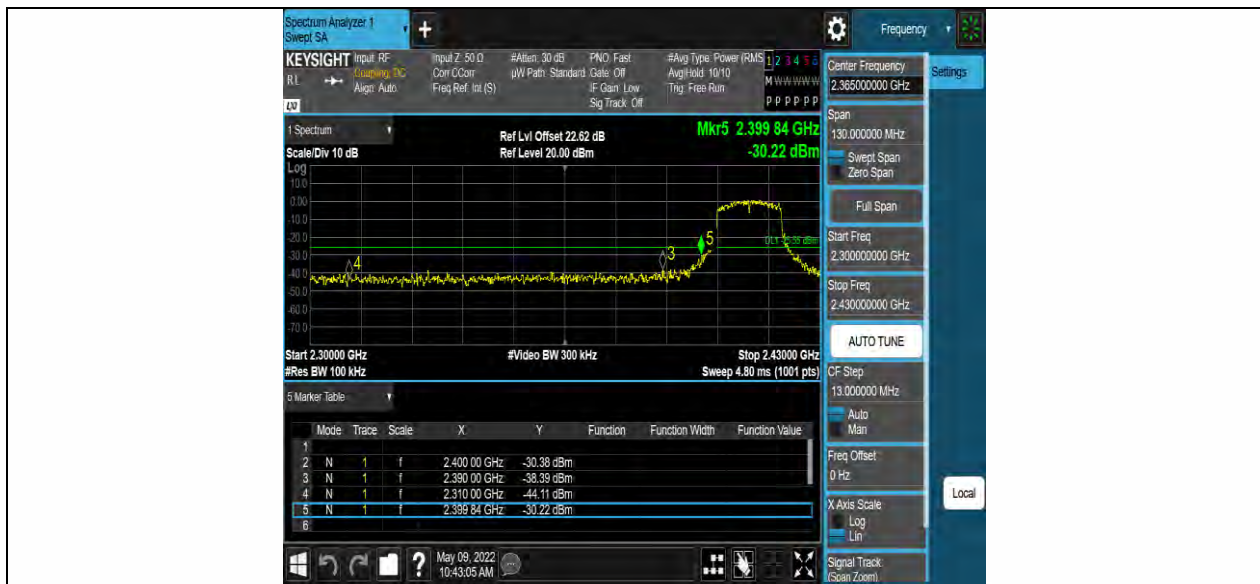 Spectrum Analyzer 1
Swept SA
+
Frequency
KEYSIGHT Input: RF
RL
Coupling: DC
Align: Auto
LXI
Input Z: 50 Ω
Corr CCorr
Freq Ref: Int (S)
#Atten: 30 dB
µW Path: Standard
PNO: Fast
Gate: Off
IF Gain: Low
Sig Track: Off
#Avg Type: Power (RMS
Avg|Hold: 10/10
Trig: Free Run
1 2 3 4 5 6
M W W W W W
P P P P P P
1 Spectrum
Scale/Div 10 dB
Ref Lvl Offset 22.62 dB
Ref Level 20.00 dBm
Mkr5 2.399 84 GHz
-30.22 dBm
Log
10.0
0.00
-10.0
-20.0
-30.0
-40.0
-50.0
-60.0
-70.0
4
3
5
Start 2.30000 GHz
#Res BW 100 kHz
#Video BW 300 kHz
Stop 2.43000 GHz
Sweep 4.80 ms (1001 pts)
5 Marker Table
Mode Trace Scale X Y Function Function Width Function Value
1
2 N 1 f 2.400 00 GHz -30.38 dBm
3 N 1 f 2.390 00 GHz -38.39 dBm
4 N 1 f 2.310 00 GHz -44.11 dBm
5 N 1 f 2.399 84 GHz -30.22 dBm
6
May 09, 2022
10:43:05 AM
?
Center Frequency
2.365000000 GHz
Settings
Span
130.000000 MHz
Swept Span
Zero Span
Full Span
Start Freq
2.300000000 GHz
Stop Freq
2.430000000 GHz
AUTO TUNE
CF Step
13.000000 MHz
Auto
Man
Freq Offset
0 Hz
X Axis Scale
Log
Lin
Signal Track
(Span Zoom)
Local